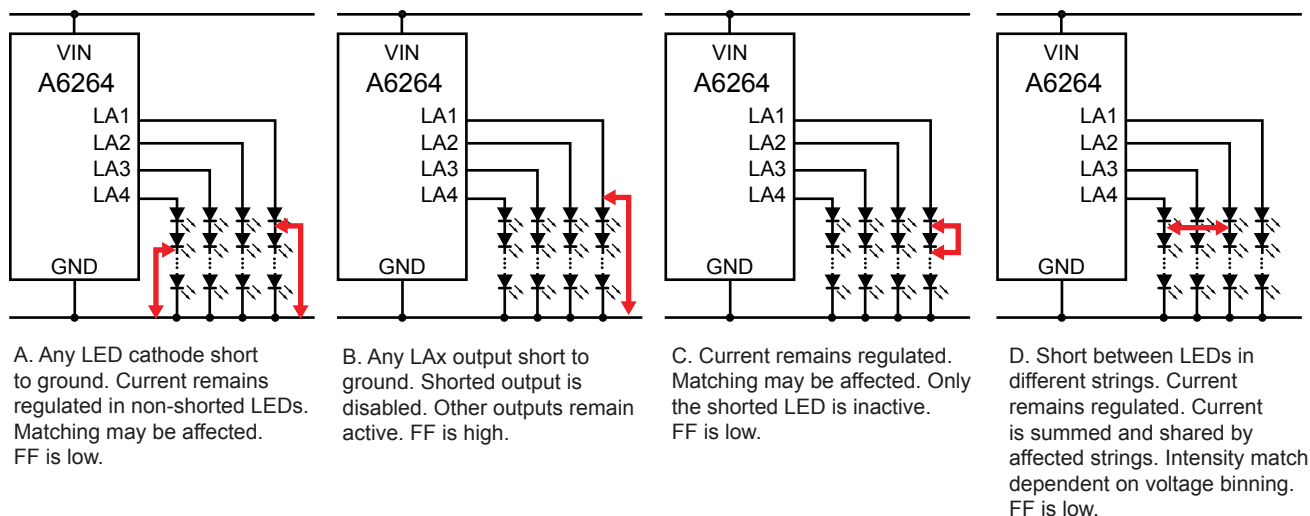 VIN
A6264
LA1
LA2
LA3
LA4
GND
VIN
A6264
LA1
LA2
LA3
LA4
GND
VIN
A6264
LA1
LA2
LA3
LA4
GND
VIN
A6264
LA1
LA2
LA3
LA4
GND
A. Any LED cathode short
to ground. Current remains
regulated in non-shorted LEDs.
Matching may be affected.
FF is low.
B. Any LAx output short to
ground. Shorted output is
disabled. Other outputs remain
active. FF is high.
C. Current remains regulated.
Matching may be affected. Only
the shorted LED is inactive.
FF is low.
D. Short between LEDs in
different strings. Current
remains regulated. Current
is summed and shared by
affected strings. Intensity match
dependent on voltage binning.
FF is low.